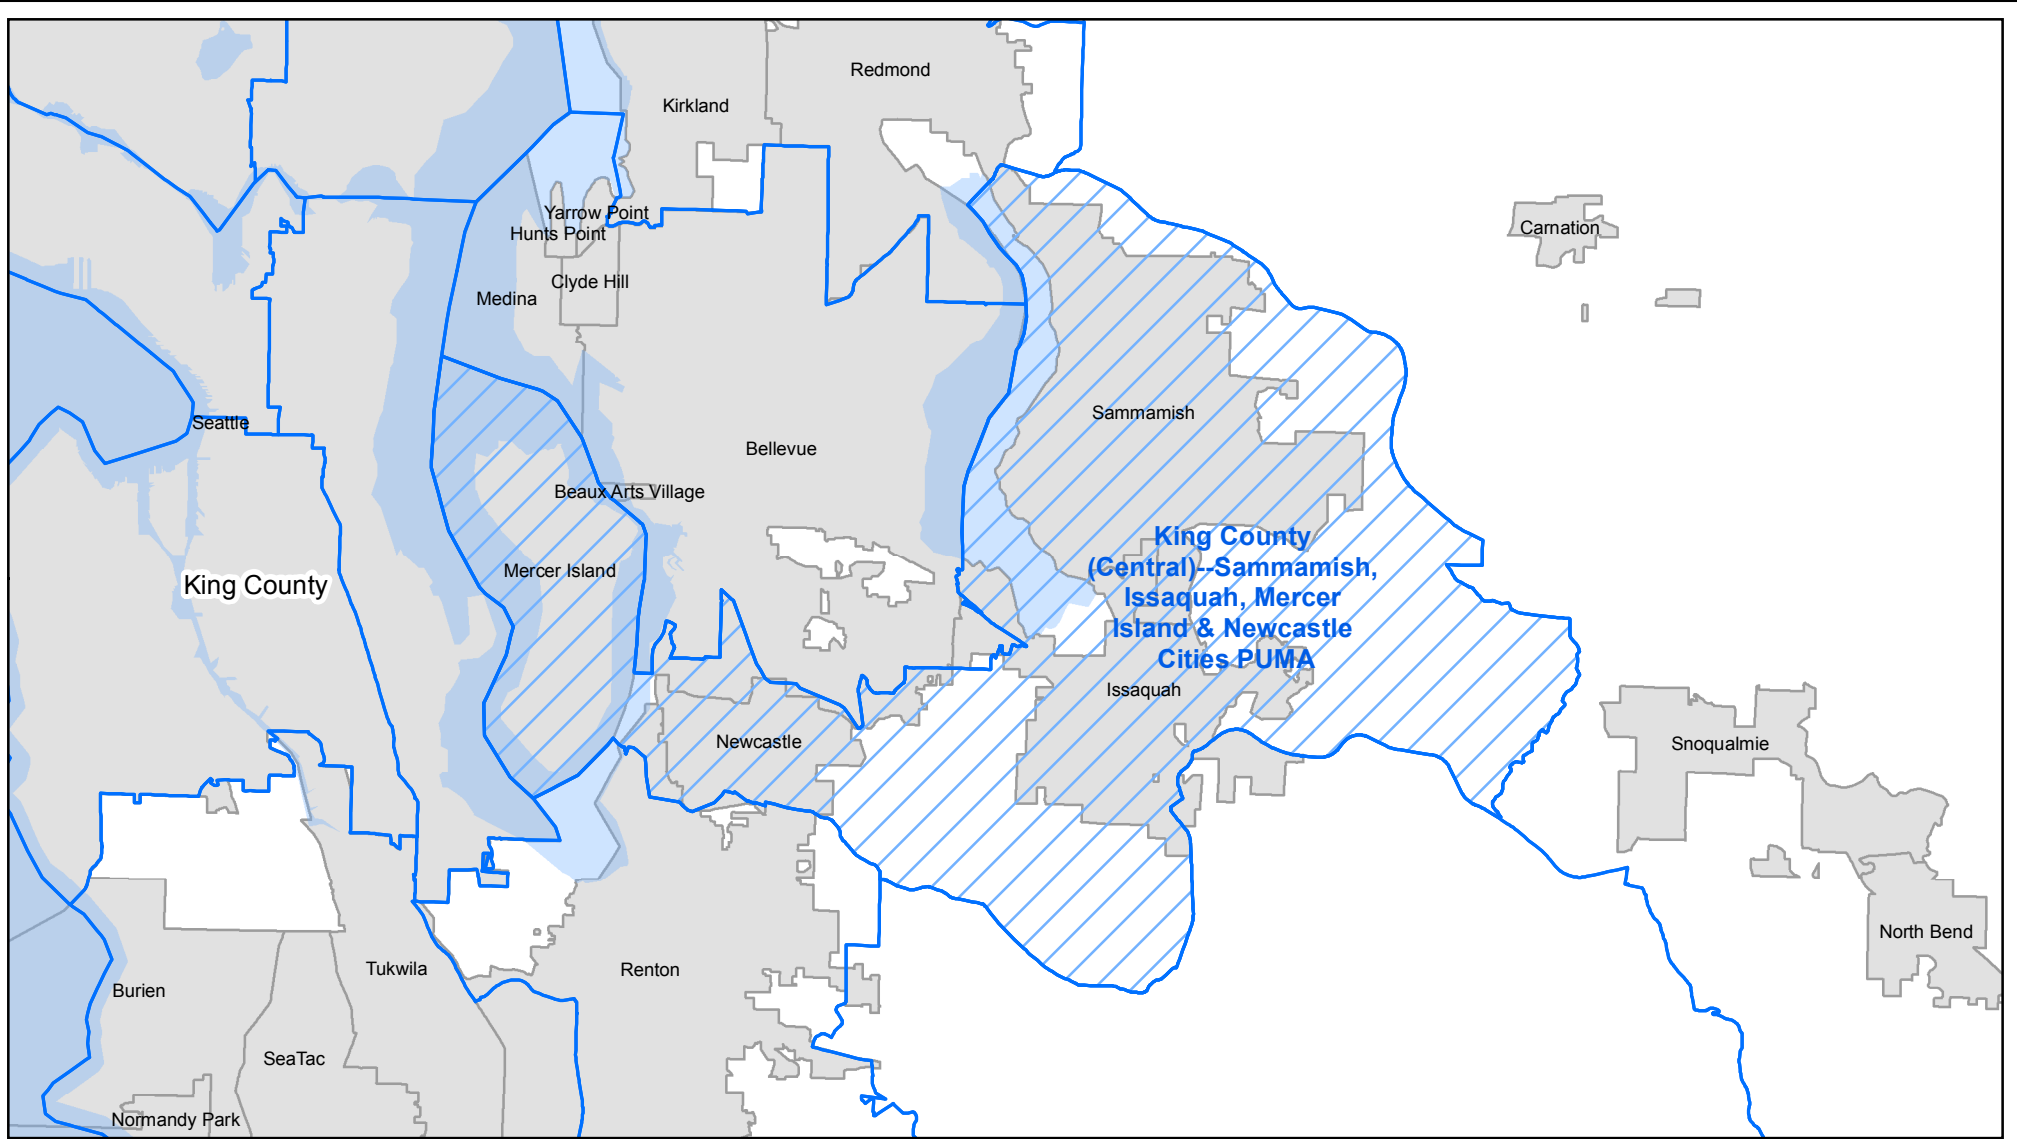 Redmond
Kirkland
Yarrow Point
Hunts Point
Carnation
Clyde Hill
Medina
Sammamish
Seattle
Bellevue
Beaux Arts Village
King County
(Central)--Sammamish,
Issaquah, Mercer
Island & Newcastle
Cities PUMA
Mercer Island
King County
Issaquah
Newcastle
Snoqualmie
North Bend
Tukwila
Renton
Burien
SeaTac
Normandy Park